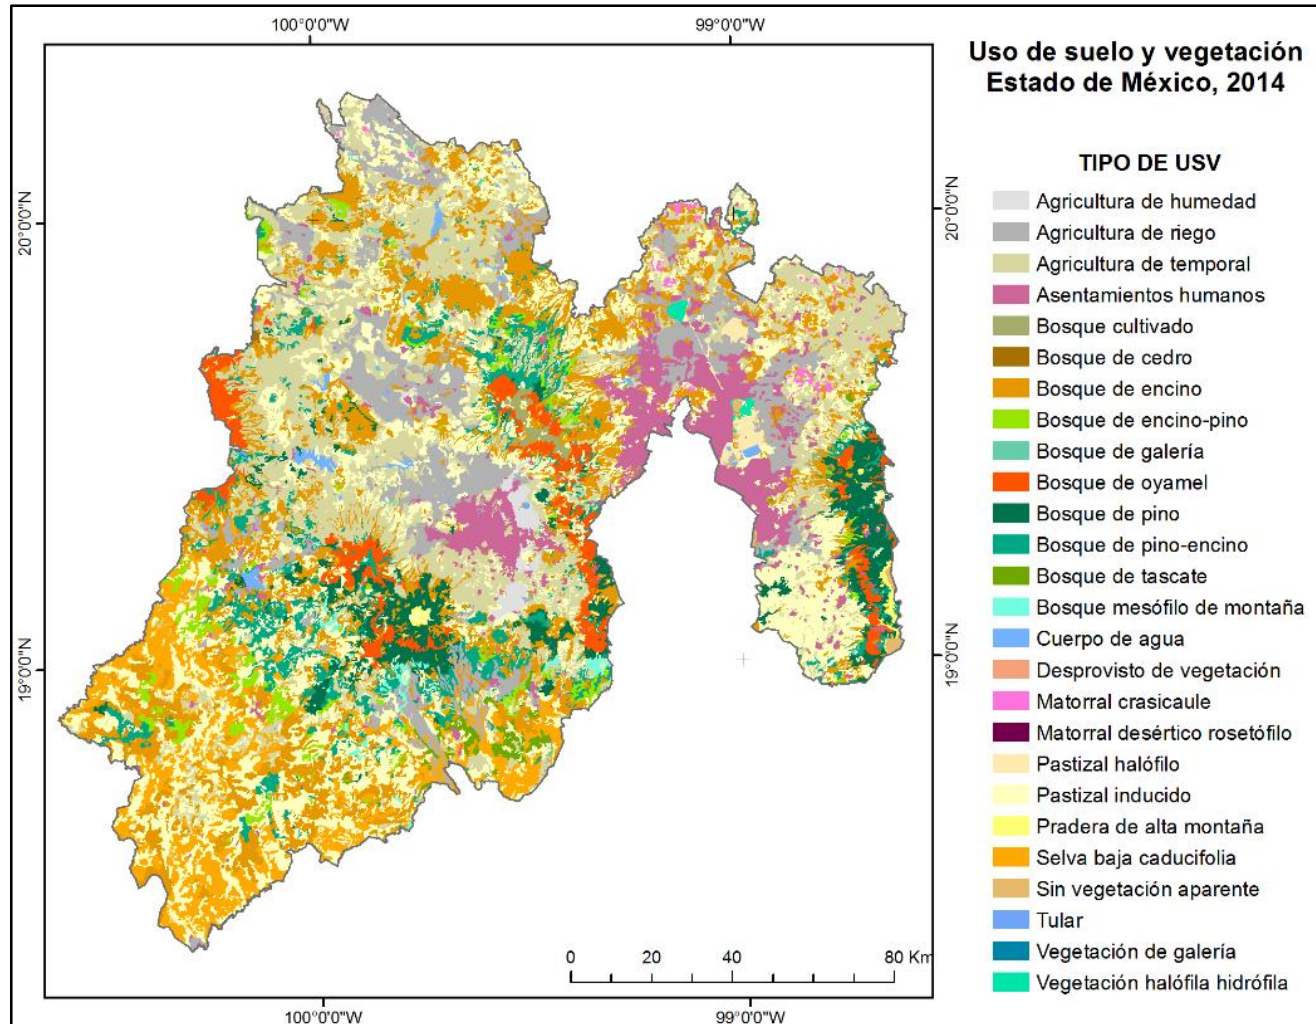 100°0'0"W
99°0'0"W
Uso de suelo y vegetación
Estado de México, 2014
TIPO DE USV
Agricultura de humedad
Agricultura de riego
Agricultura de temporal
Asentamientos humanos
Bosque cultivado
Bosque de cedro
Bosque de encino
Bosque de encino-pino
Bosque de galería
Bosque de oyamel
Bosque de pino
Bosque de pino-encino
Bosque de tascate
Bosque mesófilo de montaña
Cuerpo de agua
Desprovisto de vegetación
Matorral crasicaule
Matorral desértico rosetófilo
Pastizal halófilo
Pastizal inducido
Pradera de alta montaña
Selva baja caducifolia
Sin vegetación aparente
Tular
Vegetación de galería
Vegetación halófila hidrófila
20°0'0"N
20°0'0"N
19°0'0"N
19°0'0"N
0 20 40 80 Km
100°0'0"W
99°0'0"W